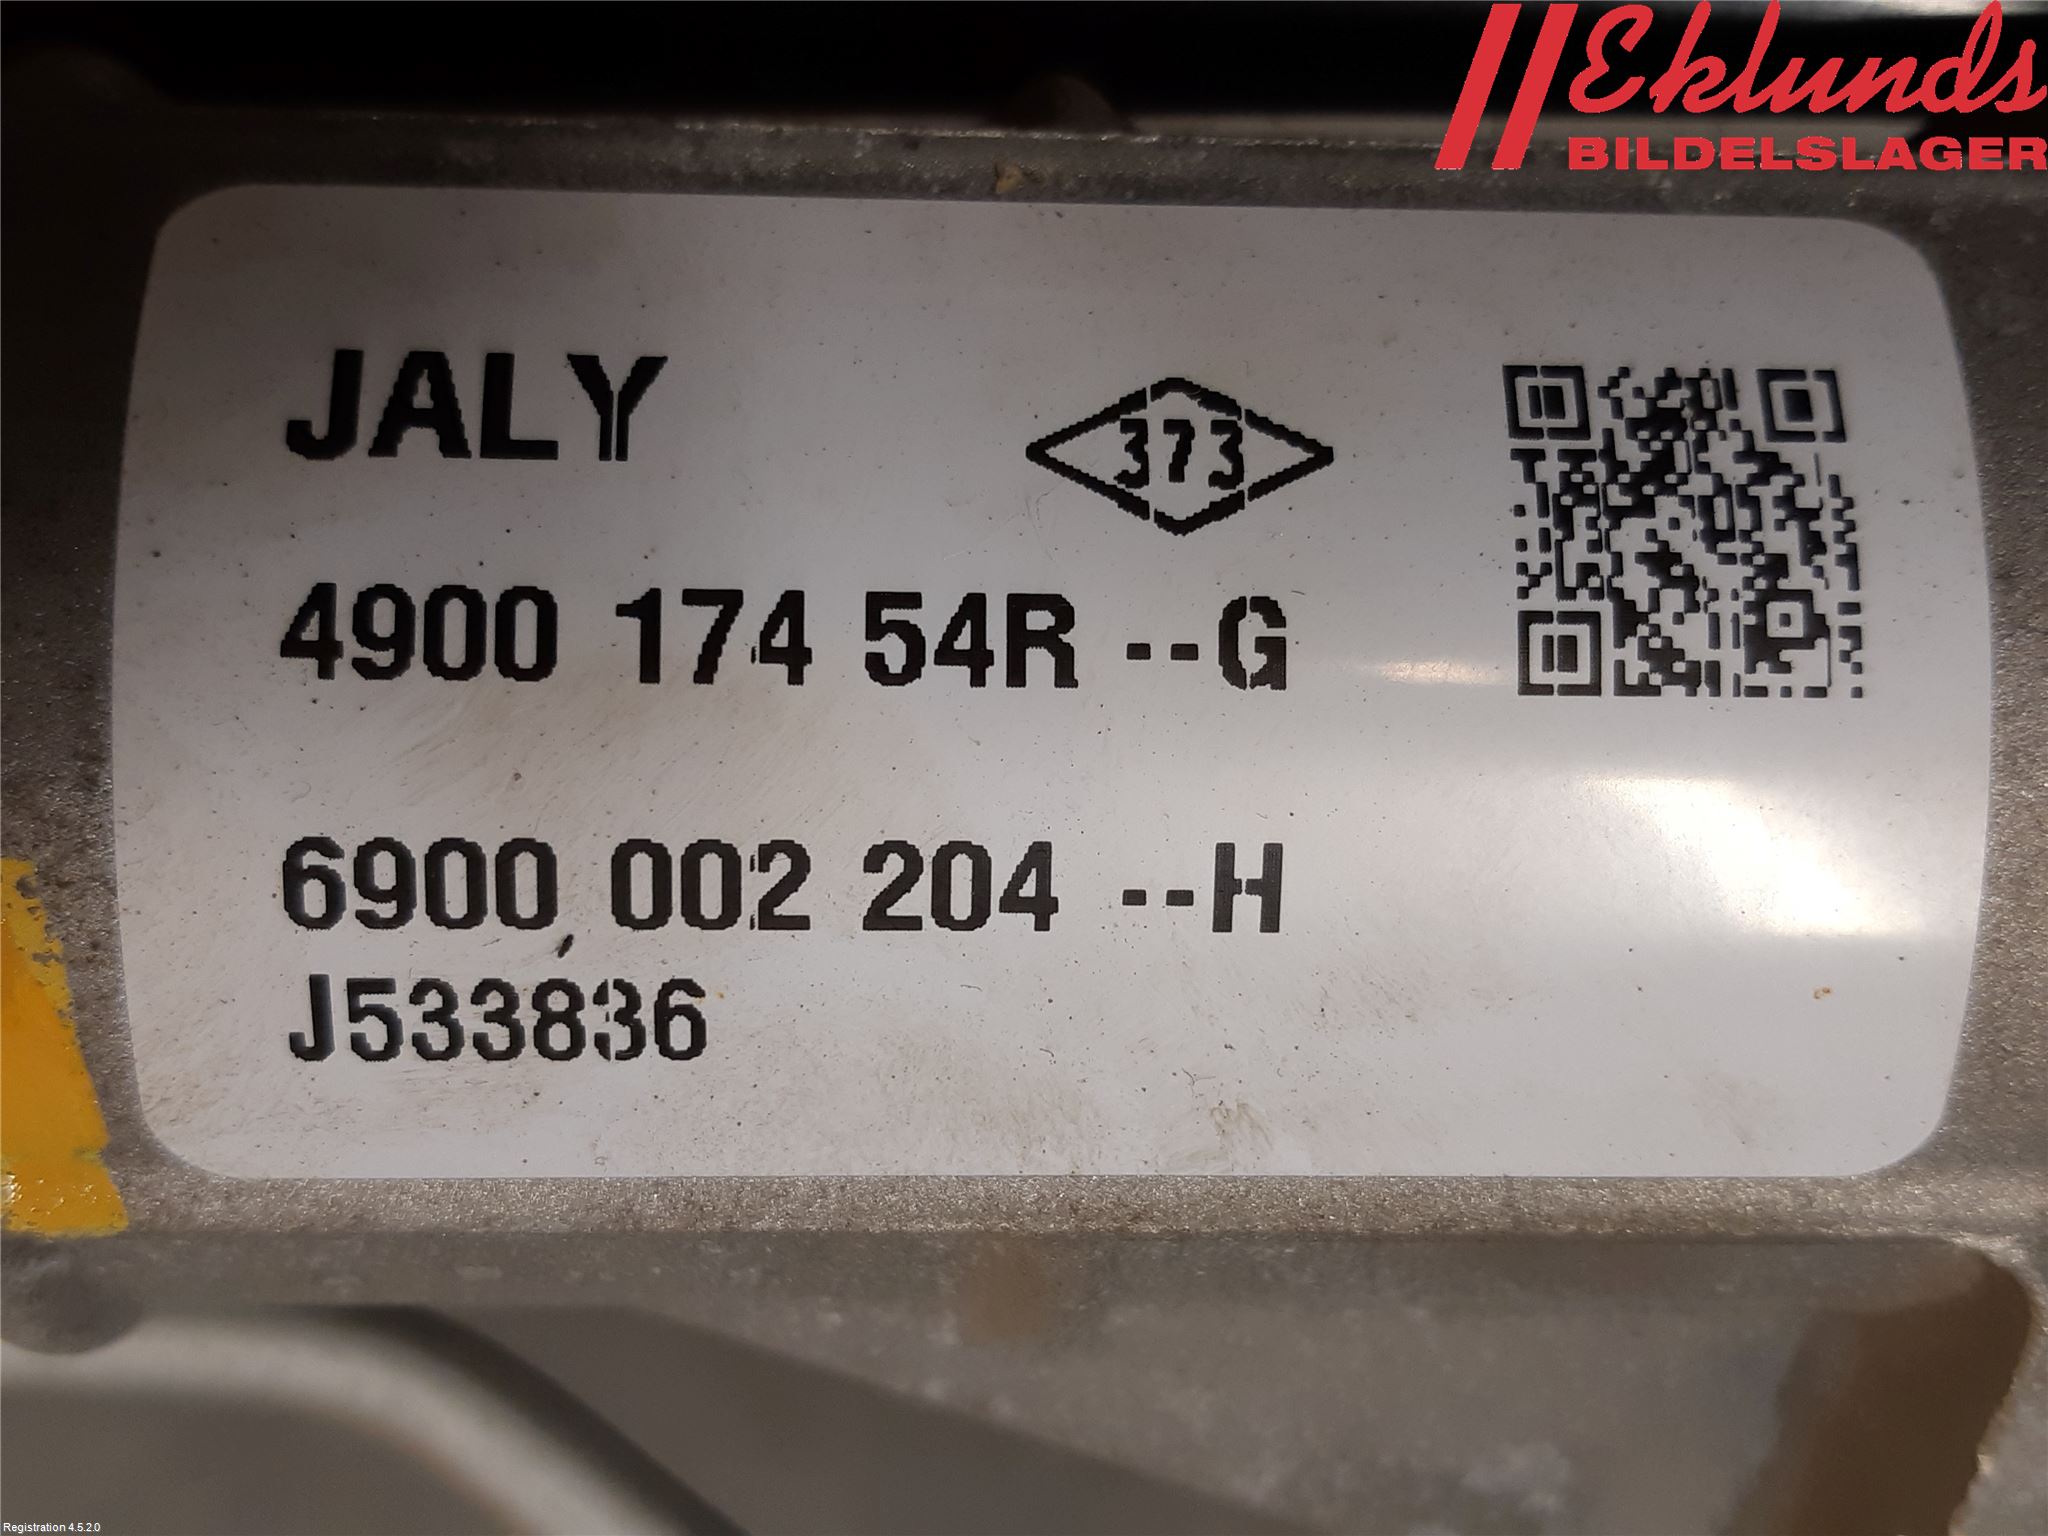 Eklunds
BILDELSLAGER
JALY
373
4900 174 54R --G
6900 002 204 --H
J533836
Registration 4.5.2.0